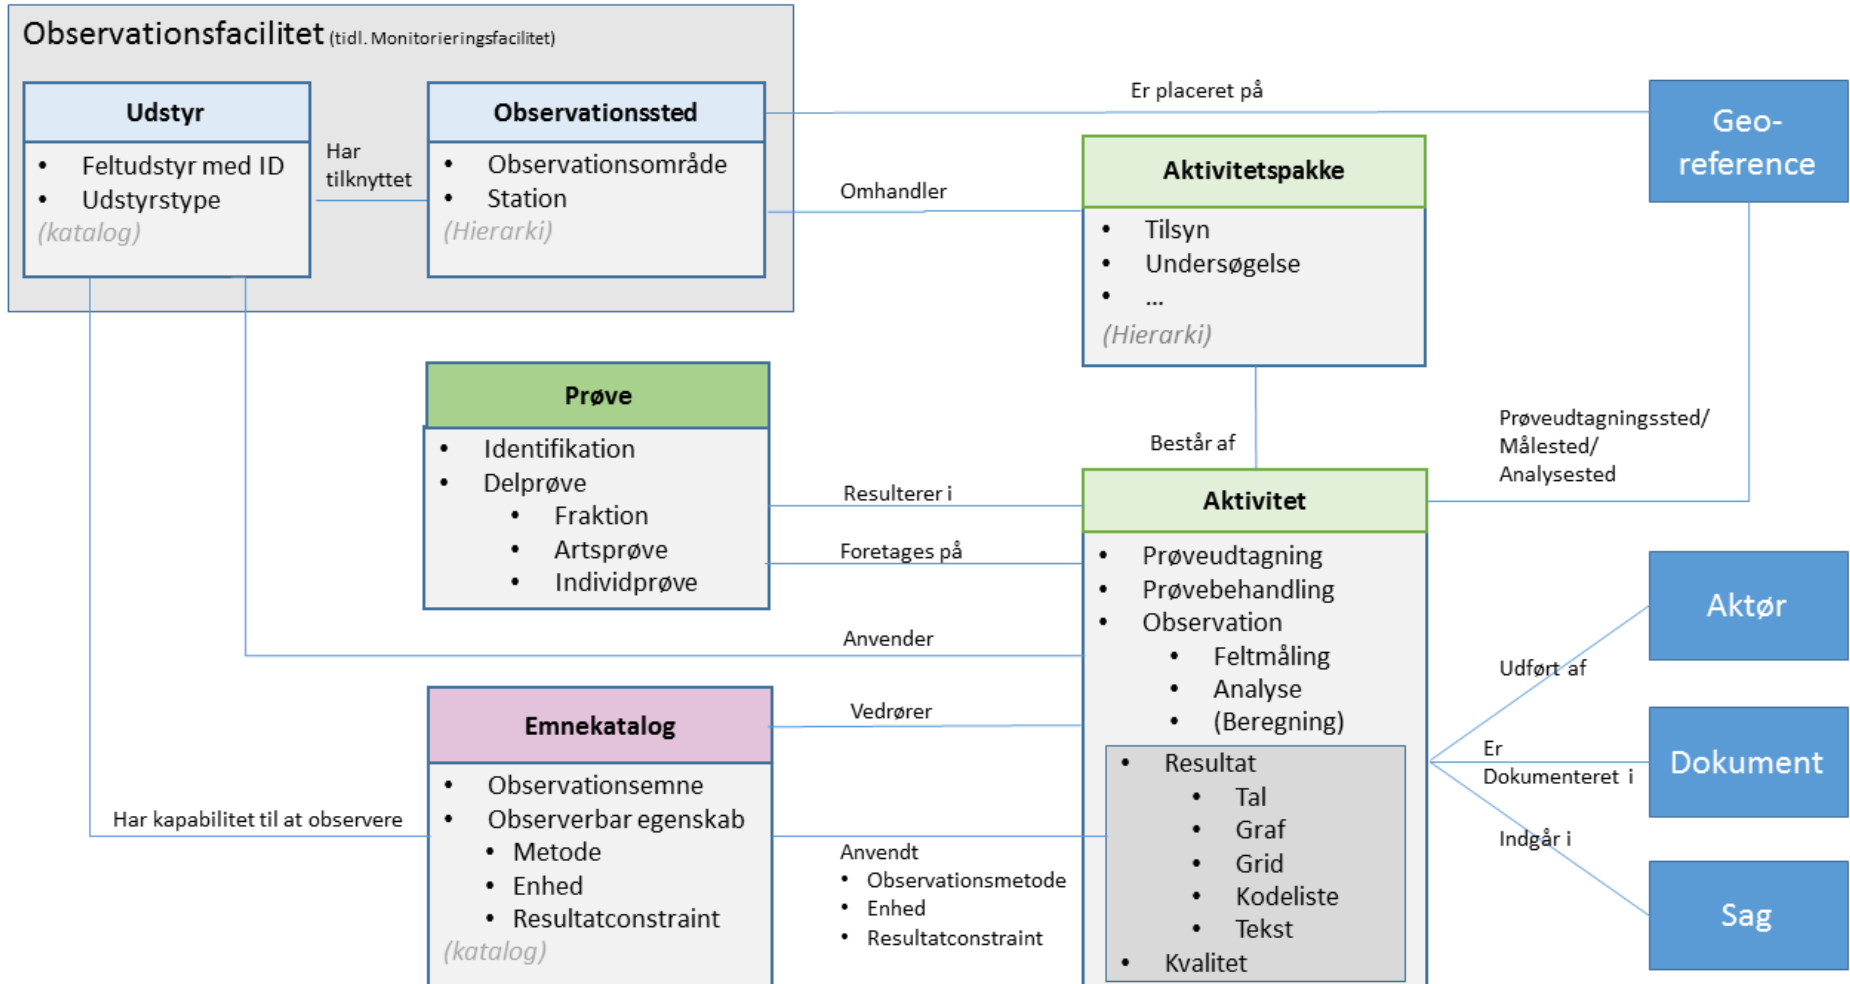 Observationsfacilitet (tidl. Monitorieringsfacilitet)
Udstyr
• Feltudstyr med ID
• Udstyrstype
(katalog)
Har
tilknyttet
Observationssted
• Observationsområde
• Station
(Hierarki)
Er placeret på
Geo-
reference
Omhandler
Aktivitetspakke
• Tilsyn
• Undersøgelse
• ...
(Hierarki)
Består af
Prøveudtagningssted/
Målested/
Analysested
Prøve
• Identifikation
• Delprøve
• Fraktion
• Artsprøve
• Individprøve
Resulterer i
Foretages på
Anvender
Vedrører
Aktivitet
• Prøveudtagning
• Prøvebehandling
• Observation
• Feltmåling
• Analyse
• (Beregning)
• Resultat
• Tal
• Graf
• Grid
• Kodeliste
• Tekst
• Kvalitet
Emnekatalog
• Observationsemne
• Observerbar egenskab
• Metode
• Enhed
• Resultatconstraint
(katalog)
Har kapabilitet til at observere
Anvendt
• Observationsmetode
• Enhed
• Resultatconstraint
Udført af
Aktør
Er
Dokumenteret i
Dokument
Indgår i
Sag